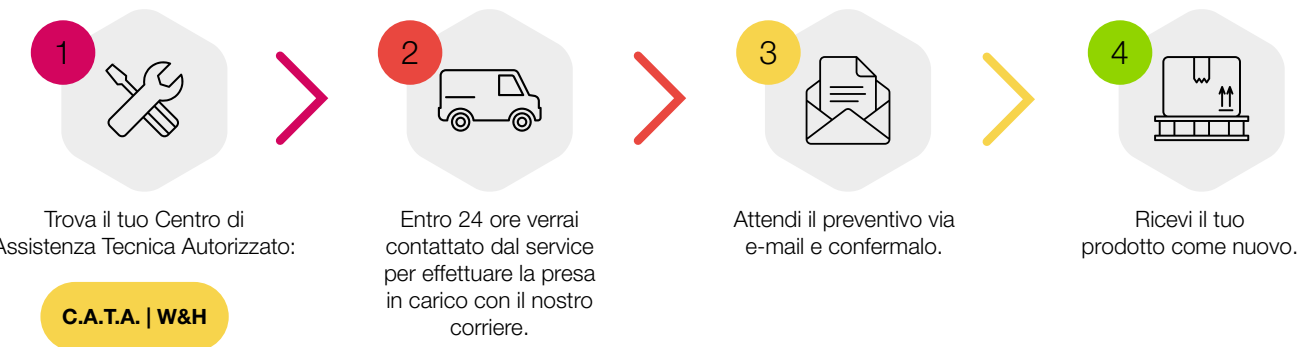 1
Trova il tuo Centro di
Assistenza Tecnica Autorizzato:
C.A.T.A. | W&H
2
Entro 24 ore verrai
contattato dal service
per effettuare la presa
in carico con il nostro
corriere.
3
Attendi il preventivo via
e-mail e confermalo.
4
Ricevi il tuo
prodotto come nuovo.